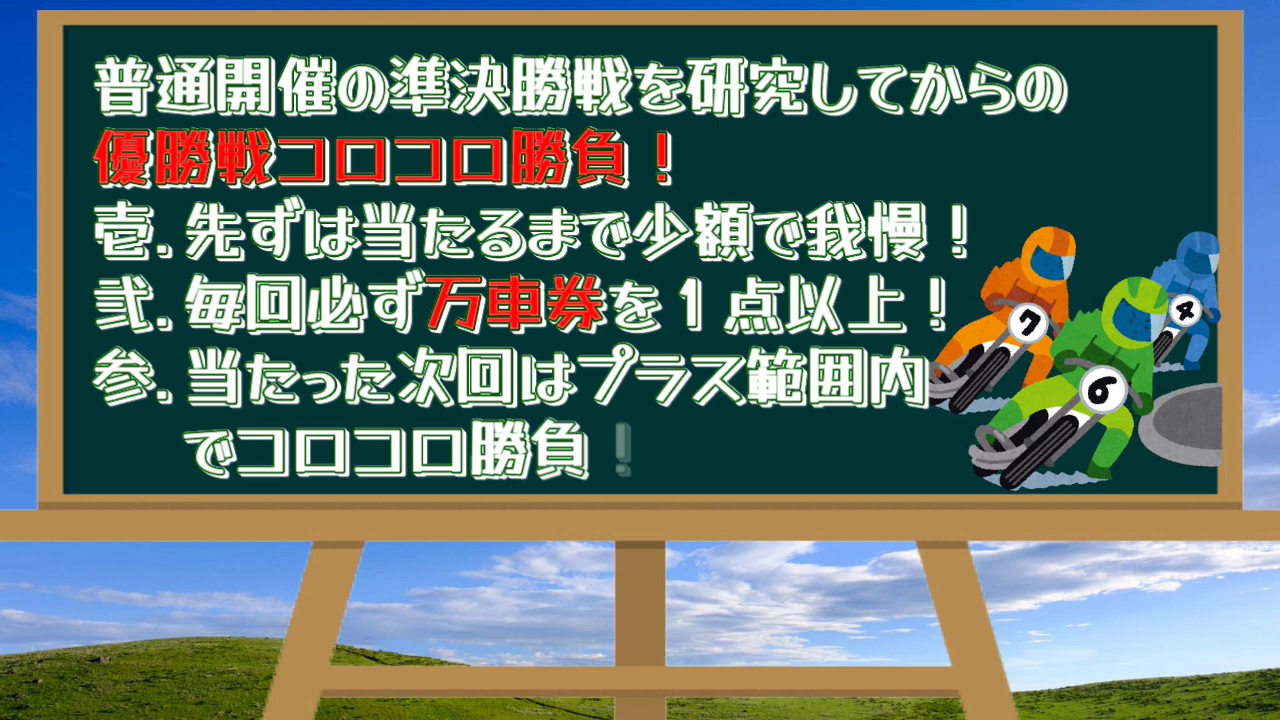 普通開催の準決勝戦を研究してからの
優勝戦コロコロ勝負！
壱.先ずは当たるまで少額で我慢！
弐.毎回必ず万車券を１点以上！
参.当たった次回はプラス範囲内
でコロコロ勝負！
7
4
6